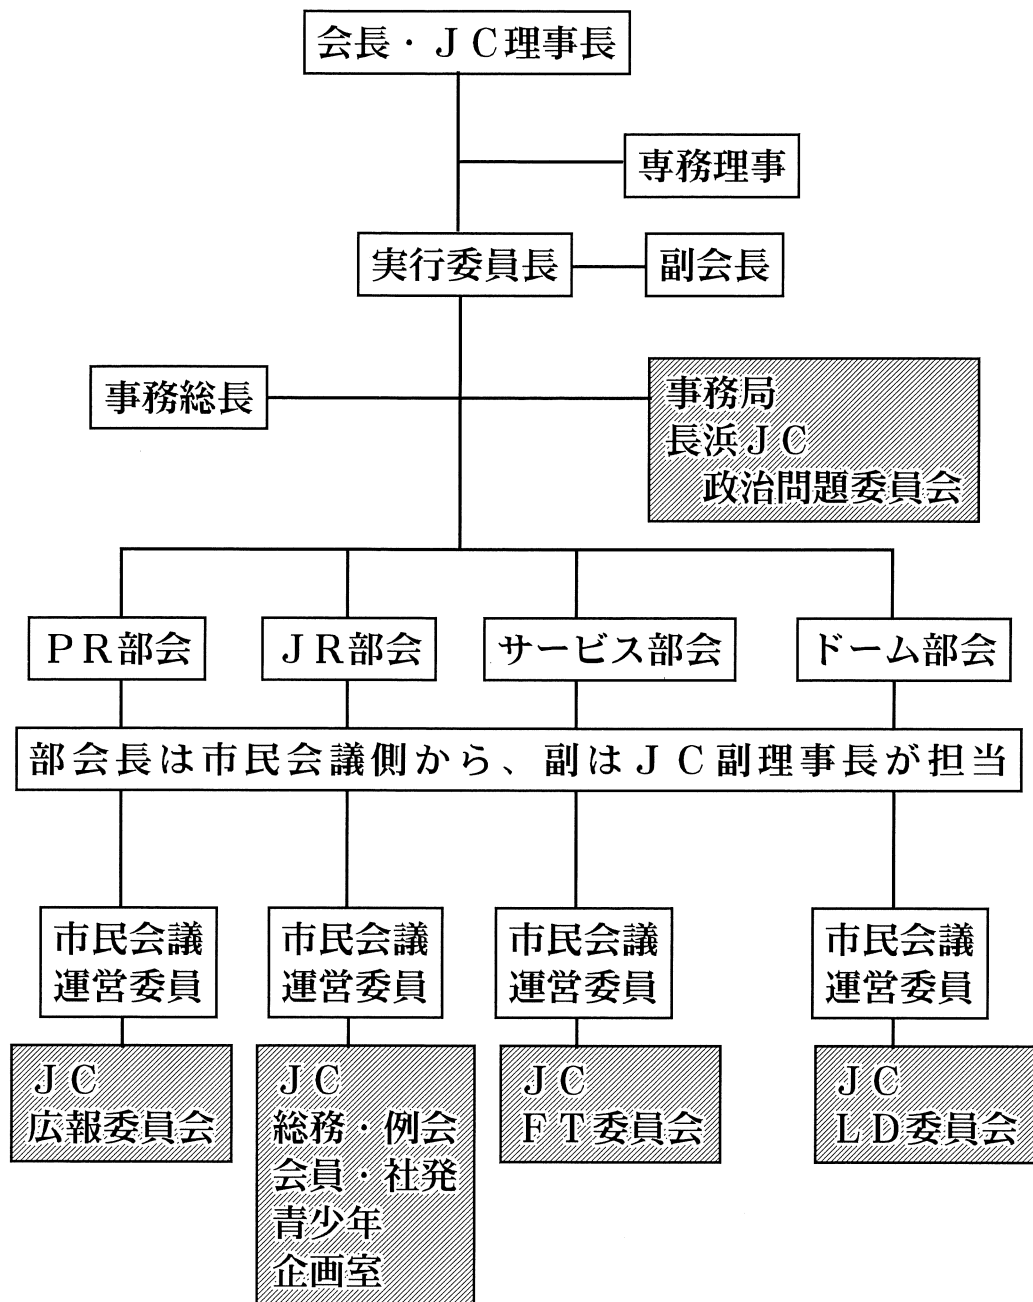 会長・ＪＣ理事長
専務理事
実行委員長
副会長
事務総長
事務局
長浜ＪＣ
政治問題委員会
ＰＲ部会
ＪＲ部会
サービス部会
ドーム部会
部会長は市民会議側から、副はＪＣ副理事長が担当
市民会議
運営委員
市民会議
運営委員
市民会議
運営委員
市民会議
運営委員
ＪＣ
広報委員会
ＪＣ
総務・例会
会員・社発
青少年
企画室
ＪＣ
ＦＴ委員会
ＪＣ
ＬＤ委員会